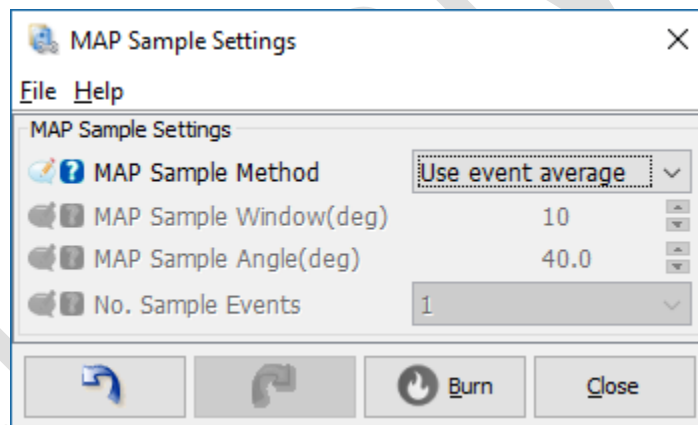 MAP Sample Settings
File Help
MAP Sample Settings
MAP Sample Method Use event average
MAP Sample Window(deg) 10
MAP Sample Angle(deg) 40.0
No. Sample Events 1
Burn Close